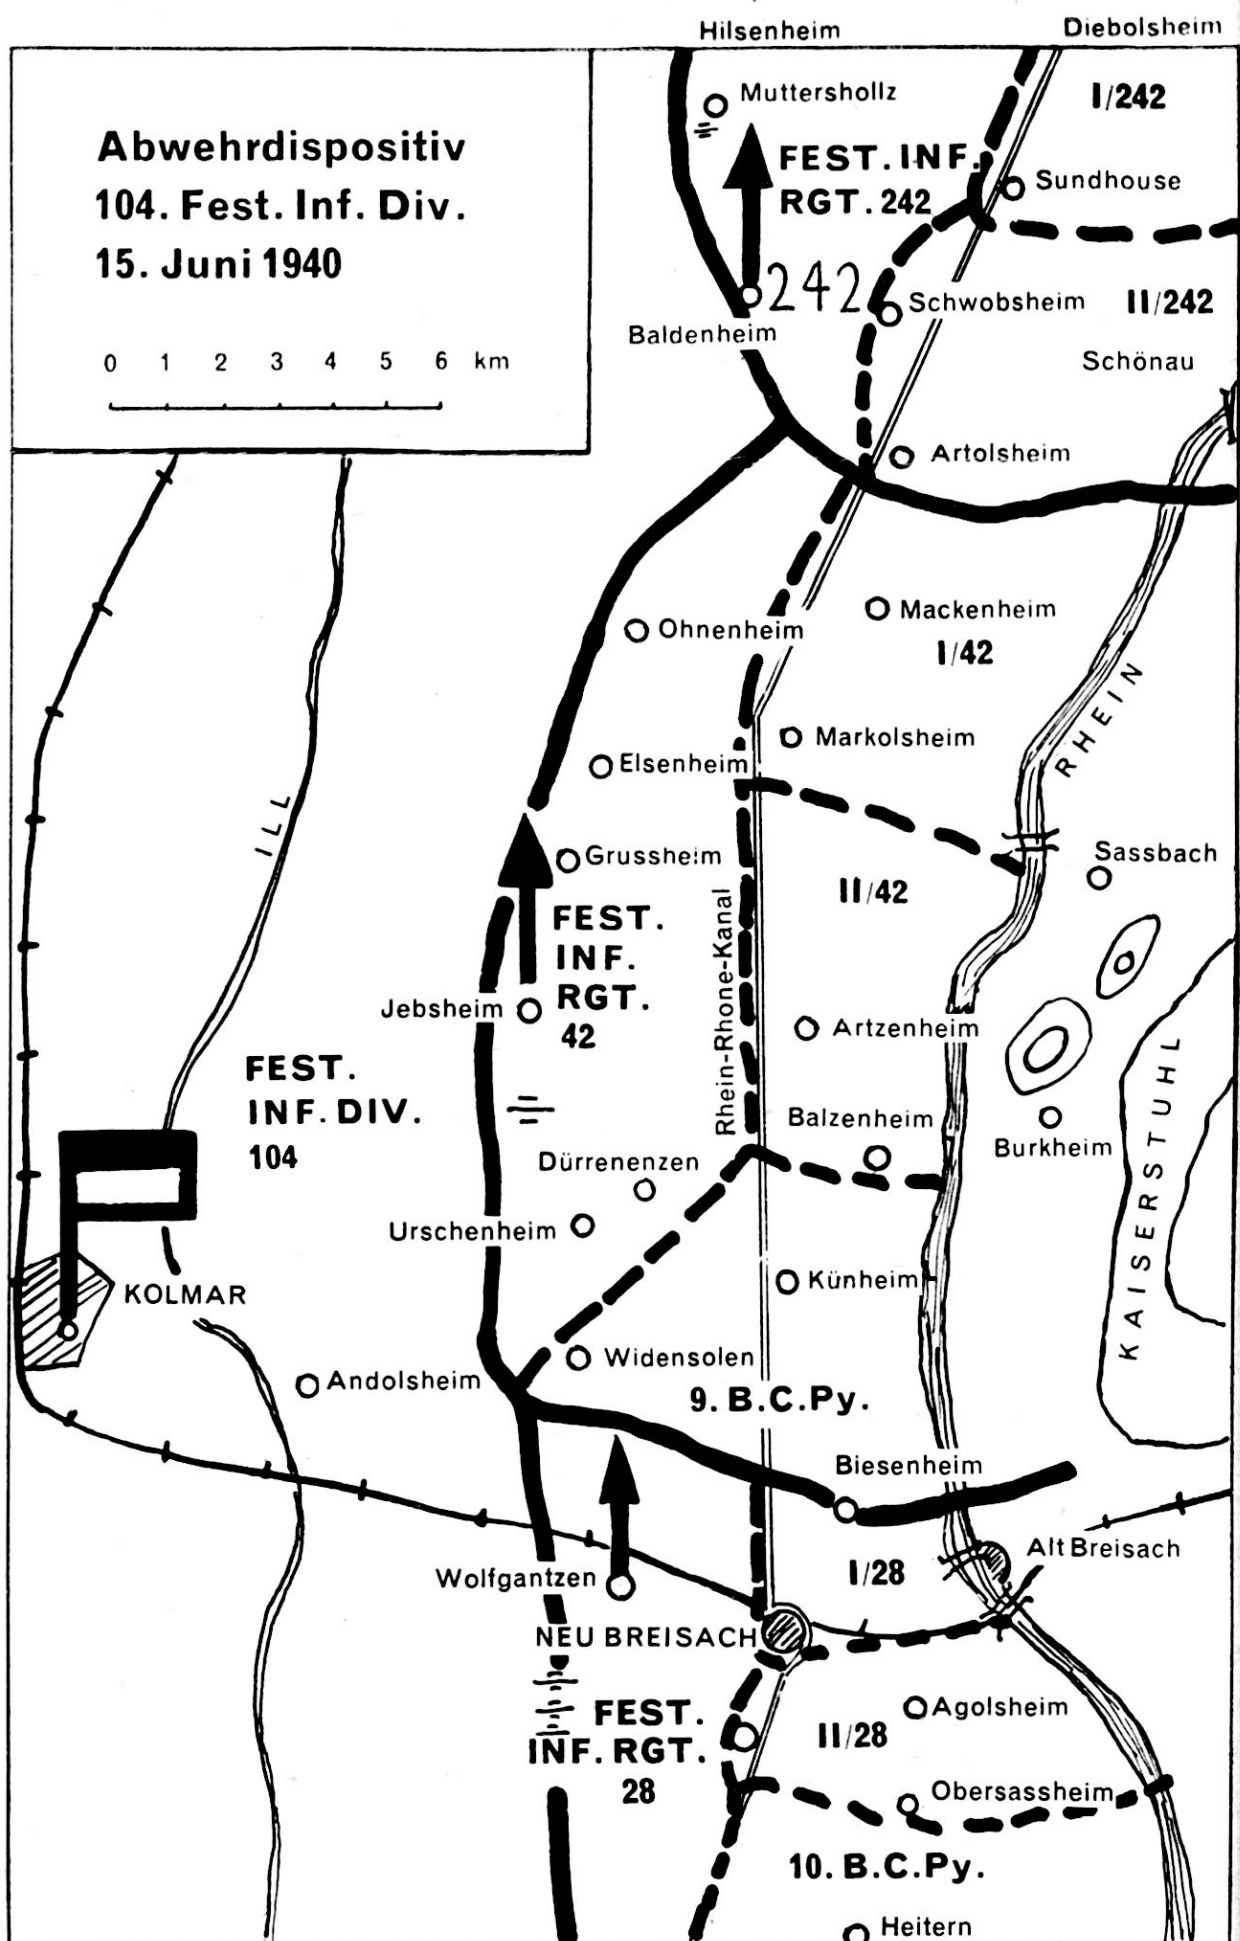 Hilsenheim
Diebolsheim
Abwehrdispositiv
104. Fest. Inf. Div.
15. Juni 1940
0 1 2 3 4 5 6 km
Muttershollz
I/242
FEST. INF.
RGT. 242
Sundhouse
242
Schwobsheim
II/242
Baldenheim
Schönau
Artolsheim
Mackenheim
I/42
Ohnenheim
RHEIN
Markolsheim
Elsenheim
ILL
Grussheim
Sassbach
II/42
FEST.
INF.
RGT.
42
Jebsheim
Rhein-Rhone-Kanal
Artzenheim
KAISERSTUHL
FEST.
INF. DIV.
104
Balzenheim
Burkheim
Dürrenenzen
Urschenheim
KOLMAR
Künheim
Widensolen
Andolsheim
9. B.C.Py.
Biesenheim
Alt Breisach
I/28
Wolfgantzen
NEU BREISACH
FEST.
INF. RGT.
28
II/28
Agolsheim
Obersassheim
10. B.C.Py.
Heitern